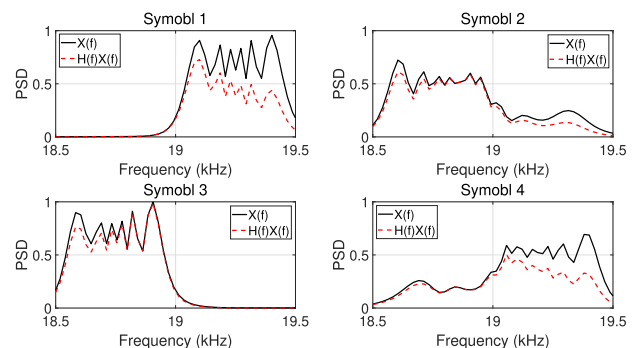 Symobl 1
X(f)
H(f)X(f)
PSD
1
0.5
0
18.5
19
19.5
Frequency (kHz)
Symobl 2
X(f)
H(f)X(f)
PSD
1
0.5
0
18.5
19
19.5
Frequency (kHz)
Symobl 3
X(f)
H(f)X(f)
PSD
1
0.5
0
18.5
19
19.5
Frequency (kHz)
Symobl 4
X(f)
H(f)X(f)
PSD
1
0.5
0
18.5
19
19.5
Frequency (kHz)